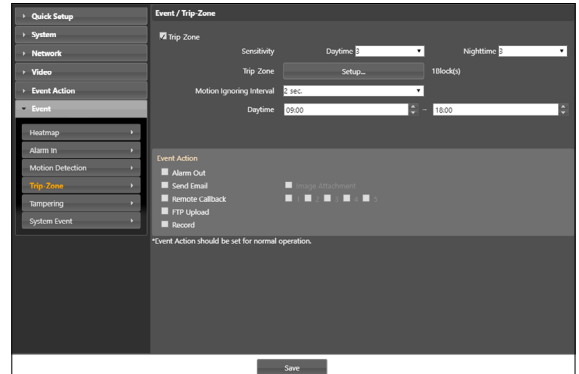 Quick Setup
System
Network
Video
Event Action
Event
Heatmap
Alarm In
Motion Detection
Trip-Zone
Tampering
System Event
Event / Trip-Zone
Trip Zone
Sensitivity Daytime 3 Nighttime 3
Trip Zone Setup... 1Block(s)
Motion Ignoring Interval 2 sec.
Daytime 09:00 – 18:00
Event Action
Alarm Out
Send Email Image Attachment
Remote Callback 1 2 3 4 5
FTP Upload
Record
*Event Action should be set for normal operation.
Save